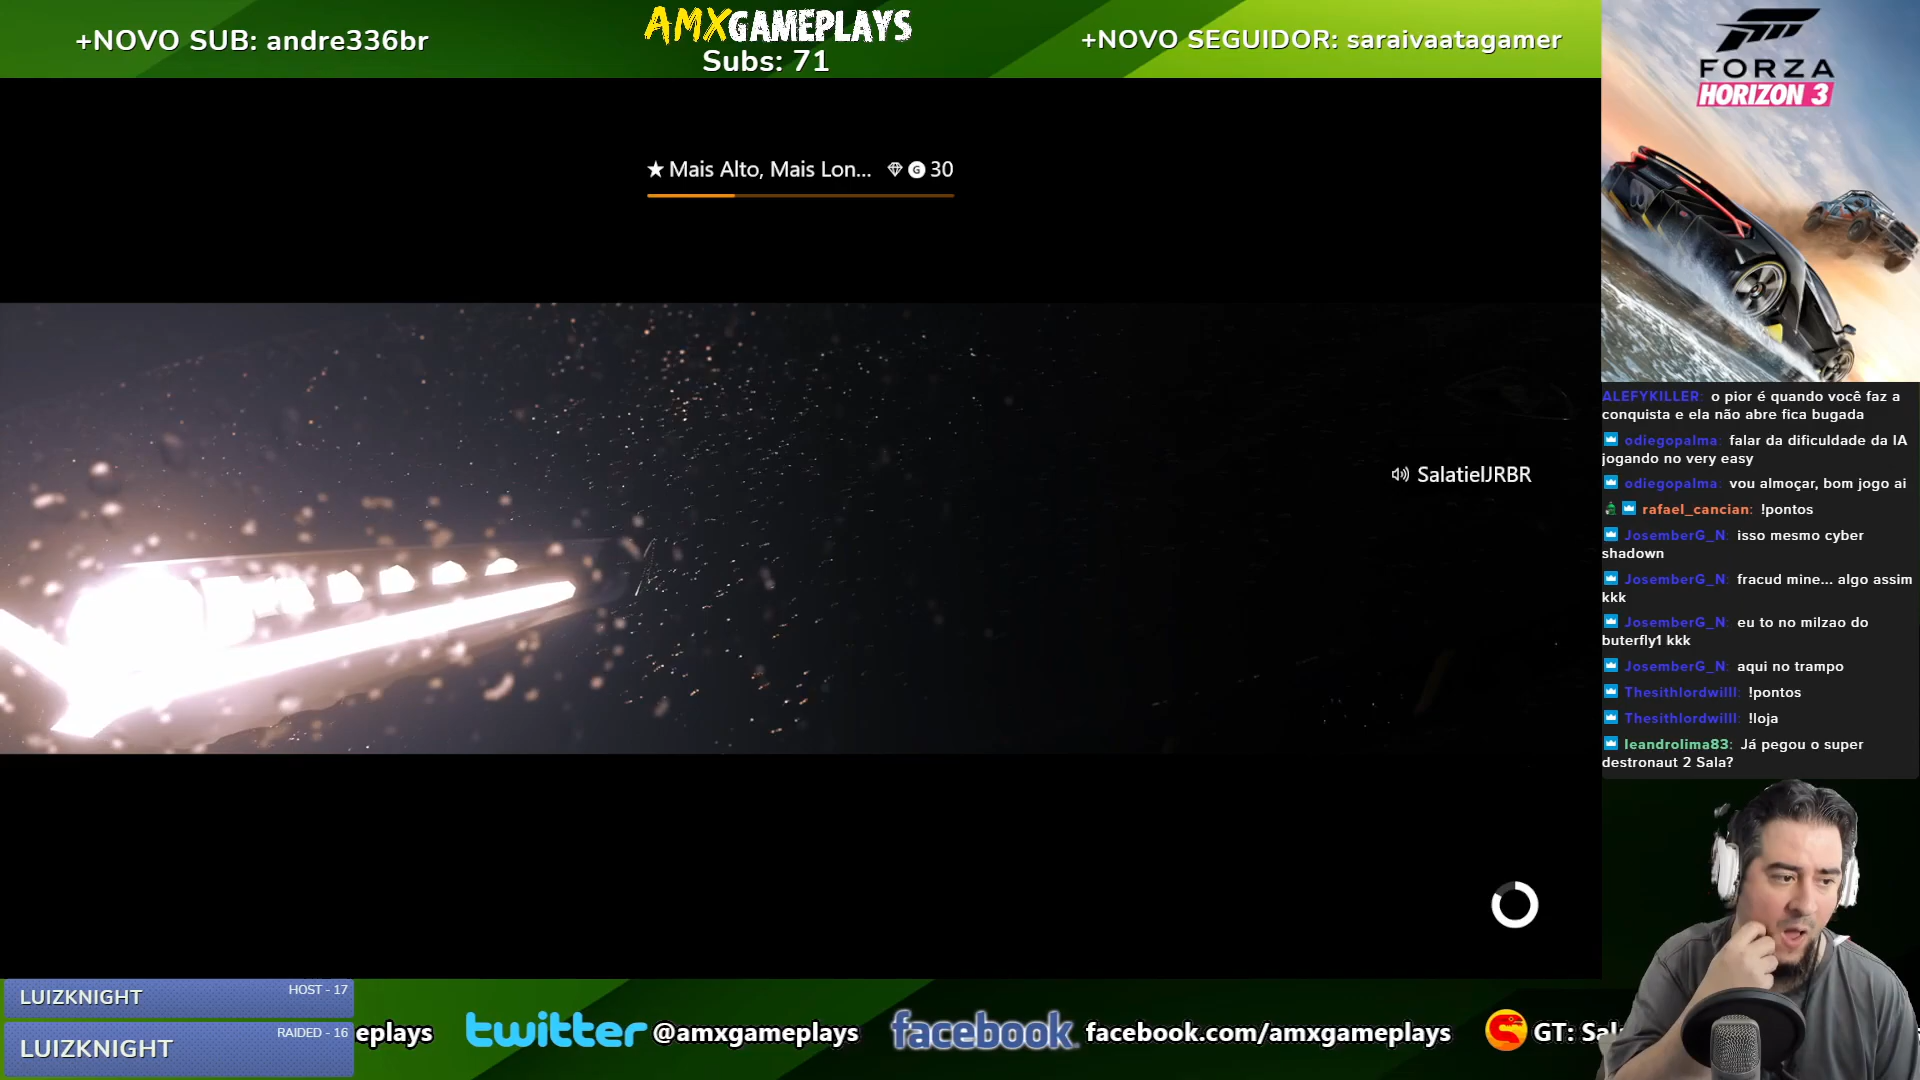 +NOVO SUB: andre336br
AMXGAMEPLAYS
Subs: 71
+NOVO SEGUIDOR: saraivaatagamer
FORZA
HORIZON 3
★ Mais Alto, Mais Lon... G 30
SalatielJRBR
ALEFYKILLER: o pior é quando você faz a
conquista e ela não abre fica bugada
odiegopalma: falar da dificuldade da IA
jogando no very easy
odiegopalma: vou almoçar, bom jogo ai
rafael_cancian: !pontos
JosemberG_N: isso mesmo cyber
shadown
JosemberG_N: fracud mine... algo assim
kkk
JosemberG_N: eu to no milzao do
buterfly1 kkk
JosemberG_N: aqui no trampo
Thesithlordwilll: !pontos
Thesithlordwilll: !loja
leandrolima83: Já pegou o super
destronaut 2 Sala?
LUIZKNIGHT HOST - 17
LUIZKNIGHT RAIDED - 16
eplays twitter @amxgameplays facebook facebook.com/amxgameplays GT: Sal